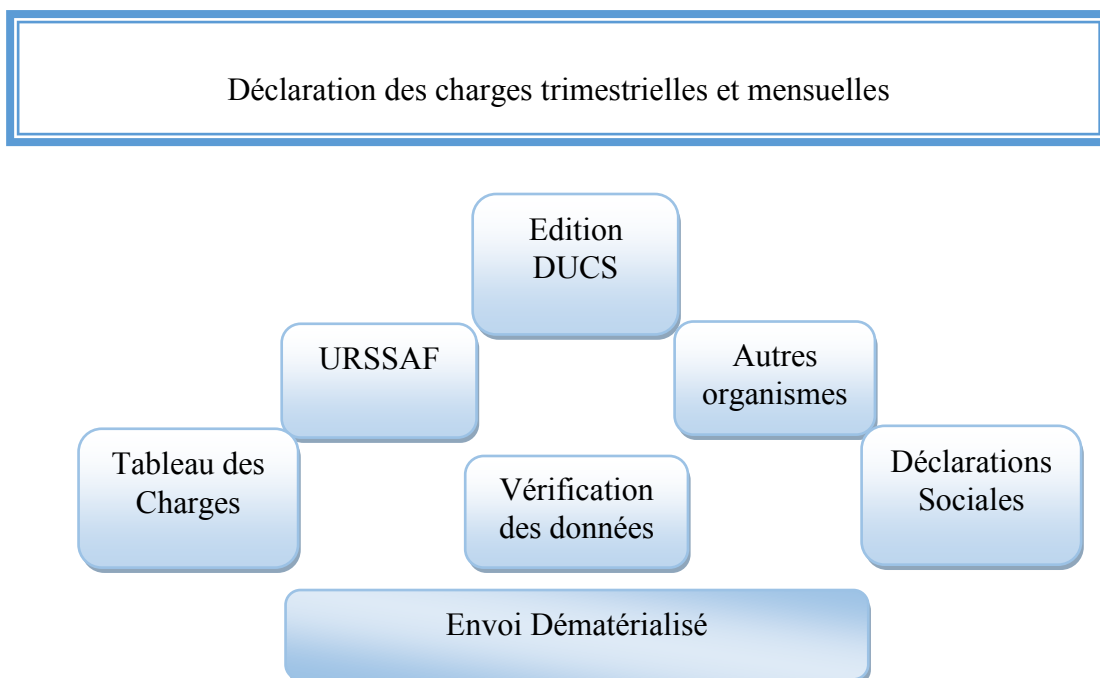 Déclaration des charges trimestrielles et mensuelles
Edition
DUCS
URSSAF
Autres
organismes
Tableau des
Charges
Vérification
des données
Déclarations
Sociales
Envoi Dématérialisé